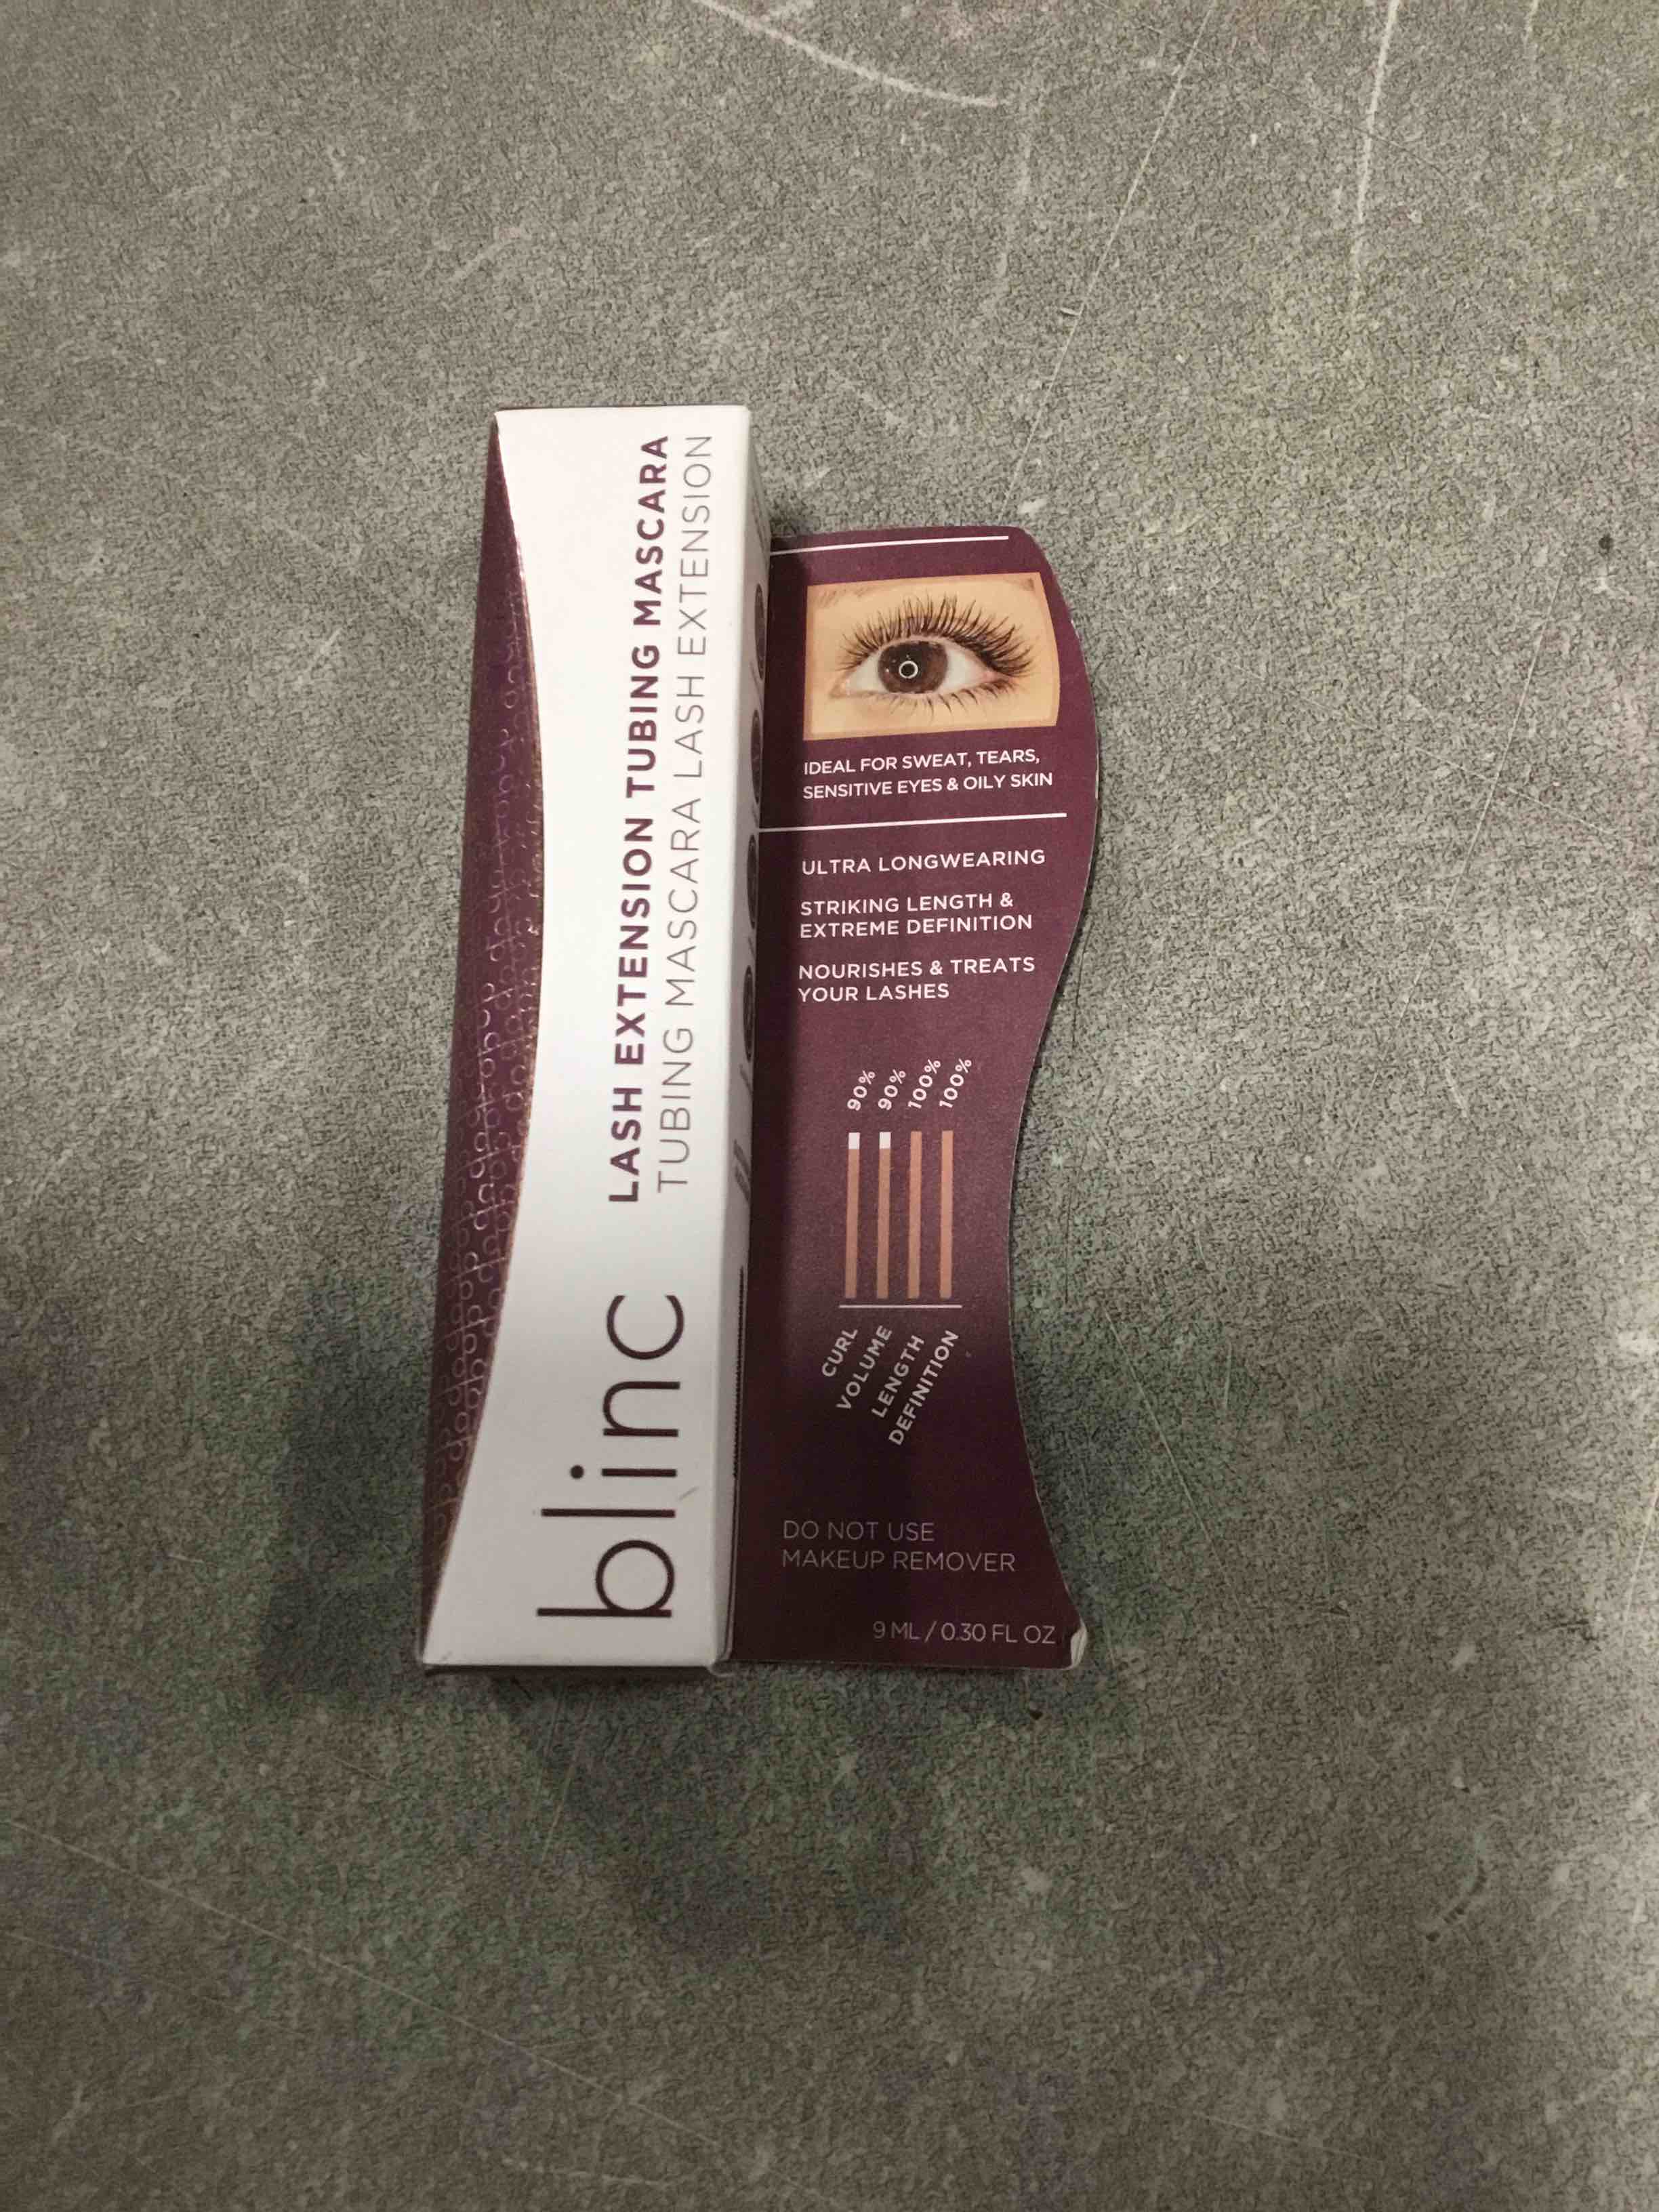 blinc
LASH EXTENSION TUBING MASCARA
TUBING MASCARA LASH EXTENSION
IDEAL FOR SWEAT, TEARS,
SENSITIVE EYES & OILY SKIN
ULTRA LONGWEARING
STRIKING LENGTH &
EXTREME DEFINITION
NOURISHES & TREATS
YOUR LASHES
CURL 90%
VOLUME 90%
LENGTH 100%
DEFINITION 100%
DO NOT USE
MAKEUP REMOVER
9 ML / 0.30 FL OZ